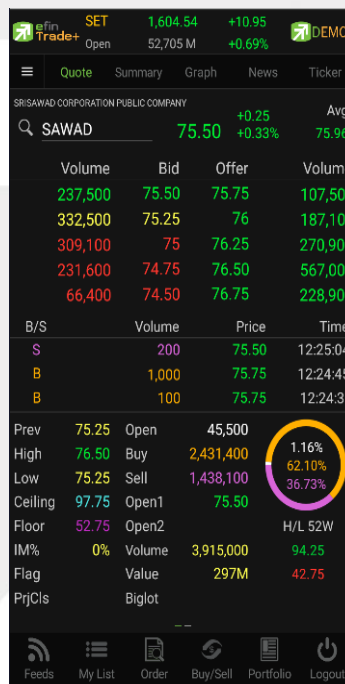 efin Trade+ SET 1,604.54 +10.95 DEMO
Open 52,705 M +0.69%
Quote Summary Graph News Ticker
SRISAWAD CORPORATION PUBLIC COMPANY
+0.25 Avg
SAWAD 75.50 +0.33% 75.96
Volume Bid Offer Volum
237,500 75.50 75.75 107,50
332,500 75.25 76 187,10
309,100 75 76.25 270,90
231,600 74.75 76.50 567,00
66,400 74.50 76.75 228,90
B/S Volume Price Time
S 200 75.50 12:25:04
B 1,000 75.75 12:24:45
B 100 75.75 12:24:3
Prev 75.25 Open 45,500
High 76.50 Buy 2,431,400 1.16%
62.10%
Low 75.25 Sell 1,438,100 36.73%
Ceiling 97.75 Open1 75.50
Floor 52.75 Open2 H/L 52W
IM% 0% Volume 3,915,000 94.25
Flag Value 297M 42.75
PrjCls Biglot
Feeds My List Order Buy/Sell Portfolio Logout